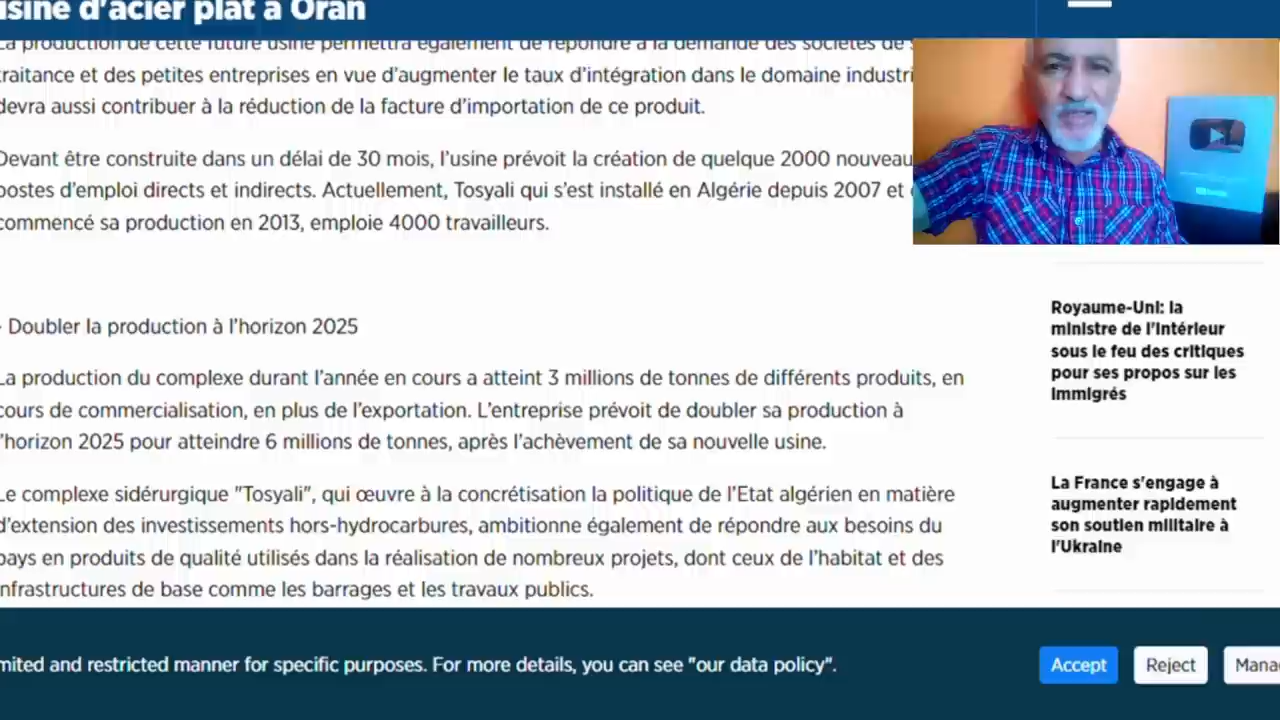 usine d'acier plat à Oran
La production de cette future usine permettra également de répondre à la demande des sociétés de
traitance et des petites entreprises en vue d'augmenter le taux d'intégration dans le domaine industri
devra aussi contribuer à la réduction de la facture d'importation de ce produit.
Devant être construite dans un délai de 30 mois, l'usine prévoit la création de quelque 2000 nouveau
postes d'emploi directs et indirects. Actuellement, Tosyali qui s'est installé en Algérie depuis 2007 et
commencé sa production en 2013, emploie 4000 travailleurs.
- Doubler la production à l'horizon 2025
La production du complexe durant l'année en cours a atteint 3 millions de tonnes de différents produits, en
cours de commercialisation, en plus de l'exportation. L'entreprise prévoit de doubler sa production à
l'horizon 2025 pour atteindre 6 millions de tonnes, après l'achèvement de sa nouvelle usine.
Le complexe sidérurgique "Tosyali", qui œuvre à la concrétisation la politique de l'Etat algérien en matière
d'extension des investissements hors-hydrocarbures, ambitionne également de répondre aux besoins du
pays en produits de qualité utilisés dans la réalisation de nombreux projets, dont ceux de l'habitat et des
infrastructures de base comme les barrages et les travaux publics.
Royaume-Uni: la
ministre de l'Intérieur
sous le feu des critiques
pour ses propos sur les
immigrés
La France s'engage à
augmenter rapidement
son soutien militaire à
l'Ukraine
mited and restricted manner for specific purposes. For more details, you can see "our data policy".
Accept
Reject
Mana